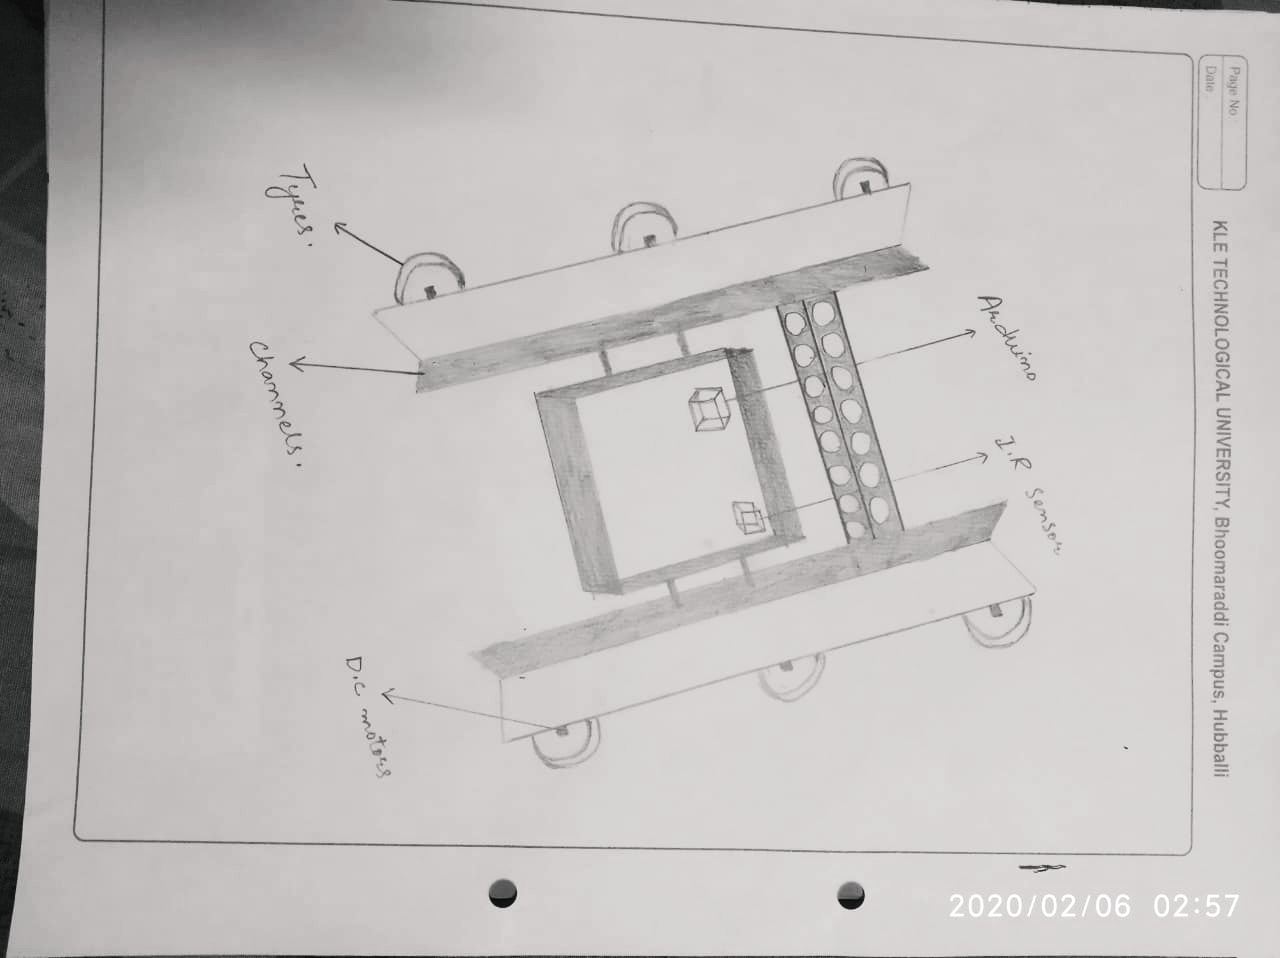 Page No :
Date :
KLE TECHNOLOGICAL UNIVERSITY, Bhoomaraddi Campus, Hubballi
Arduino
I.R Sensor
Tyres.
Channels.
D.C motors
2020/02/06 02:57